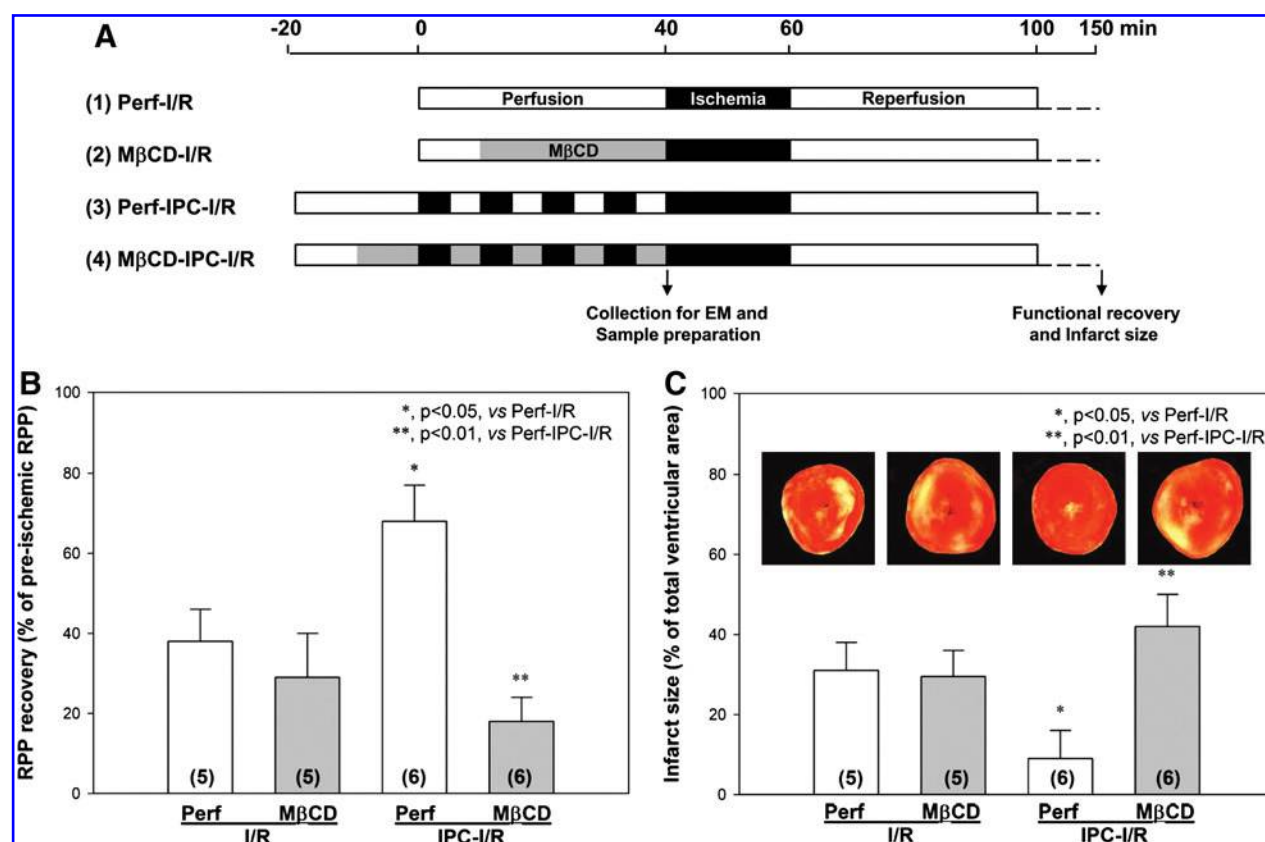 A
-20 0 40 60 100 150 min
(1) Perf-I/R Perfusion Ischemia Reperfusion
(2) MβCD-I/R MβCD
(3) Perf-IPC-I/R
(4) MβCD-IPC-I/R
Collection for EM and
Sample preparation
Functional recovery
and Infarct size
B
RPP recovery (% of pre-ischemic RPP)
100
80
60
40
20
0
*, p<0.05, vs Perf-I/R
**, p<0.01, vs Perf-IPC-I/R
*
**
(5) (5) (6) (6)
Perf MβCD Perf MβCD
I/R IPC-I/R
C
Infarct size (% of total ventricular area)
100
80
60
40
20
0
*, p<0.05, vs Perf-I/R
**, p<0.01, vs Perf-IPC-I/R
**
*
(5) (5) (6) (6)
Perf MβCD Perf MβCD
I/R IPC-I/R